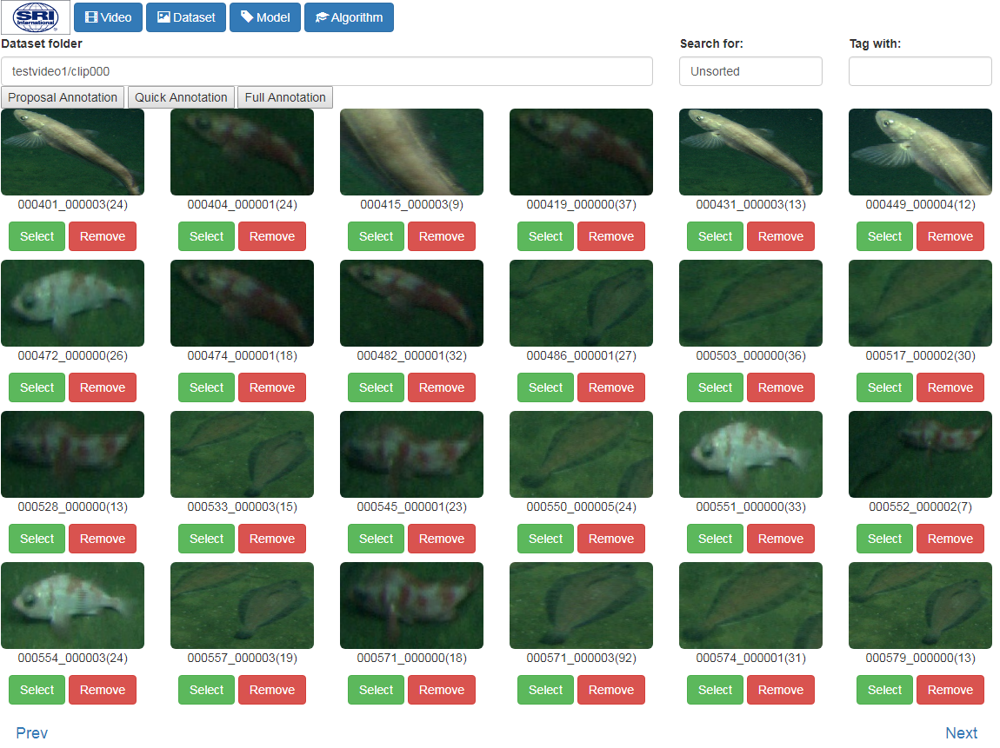 SRI
International
Video Dataset Model Algorithm
Dataset folder Search for: Tag with:
testvideo1/clip000 Unsorted
Proposal Annotation Quick Annotation Full Annotation
000401_000003(24) 000404_000001(24) 000415_000003(9) 000419_000000(37) 000431_000003(13) 000449_000004(12)
Select Remove Select Remove Select Remove Select Remove Select Remove Select Remove
000472_000000(26) 000474_000001(18) 000482_000001(32) 000486_000001(27) 000503_000000(36) 000517_000002(30)
Select Remove Select Remove Select Remove Select Remove Select Remove Select Remove
000528_000000(13) 000533_000003(15) 000545_000001(23) 000550_000005(24) 000551_000000(33) 000552_000002(7)
Select Remove Select Remove Select Remove Select Remove Select Remove Select Remove
000554_000003(24) 000557_000003(19) 000571_000000(18) 000571_000003(92) 000574_000001(31) 000579_000000(13)
Select Remove Select Remove Select Remove Select Remove Select Remove Select Remove
Prev Next